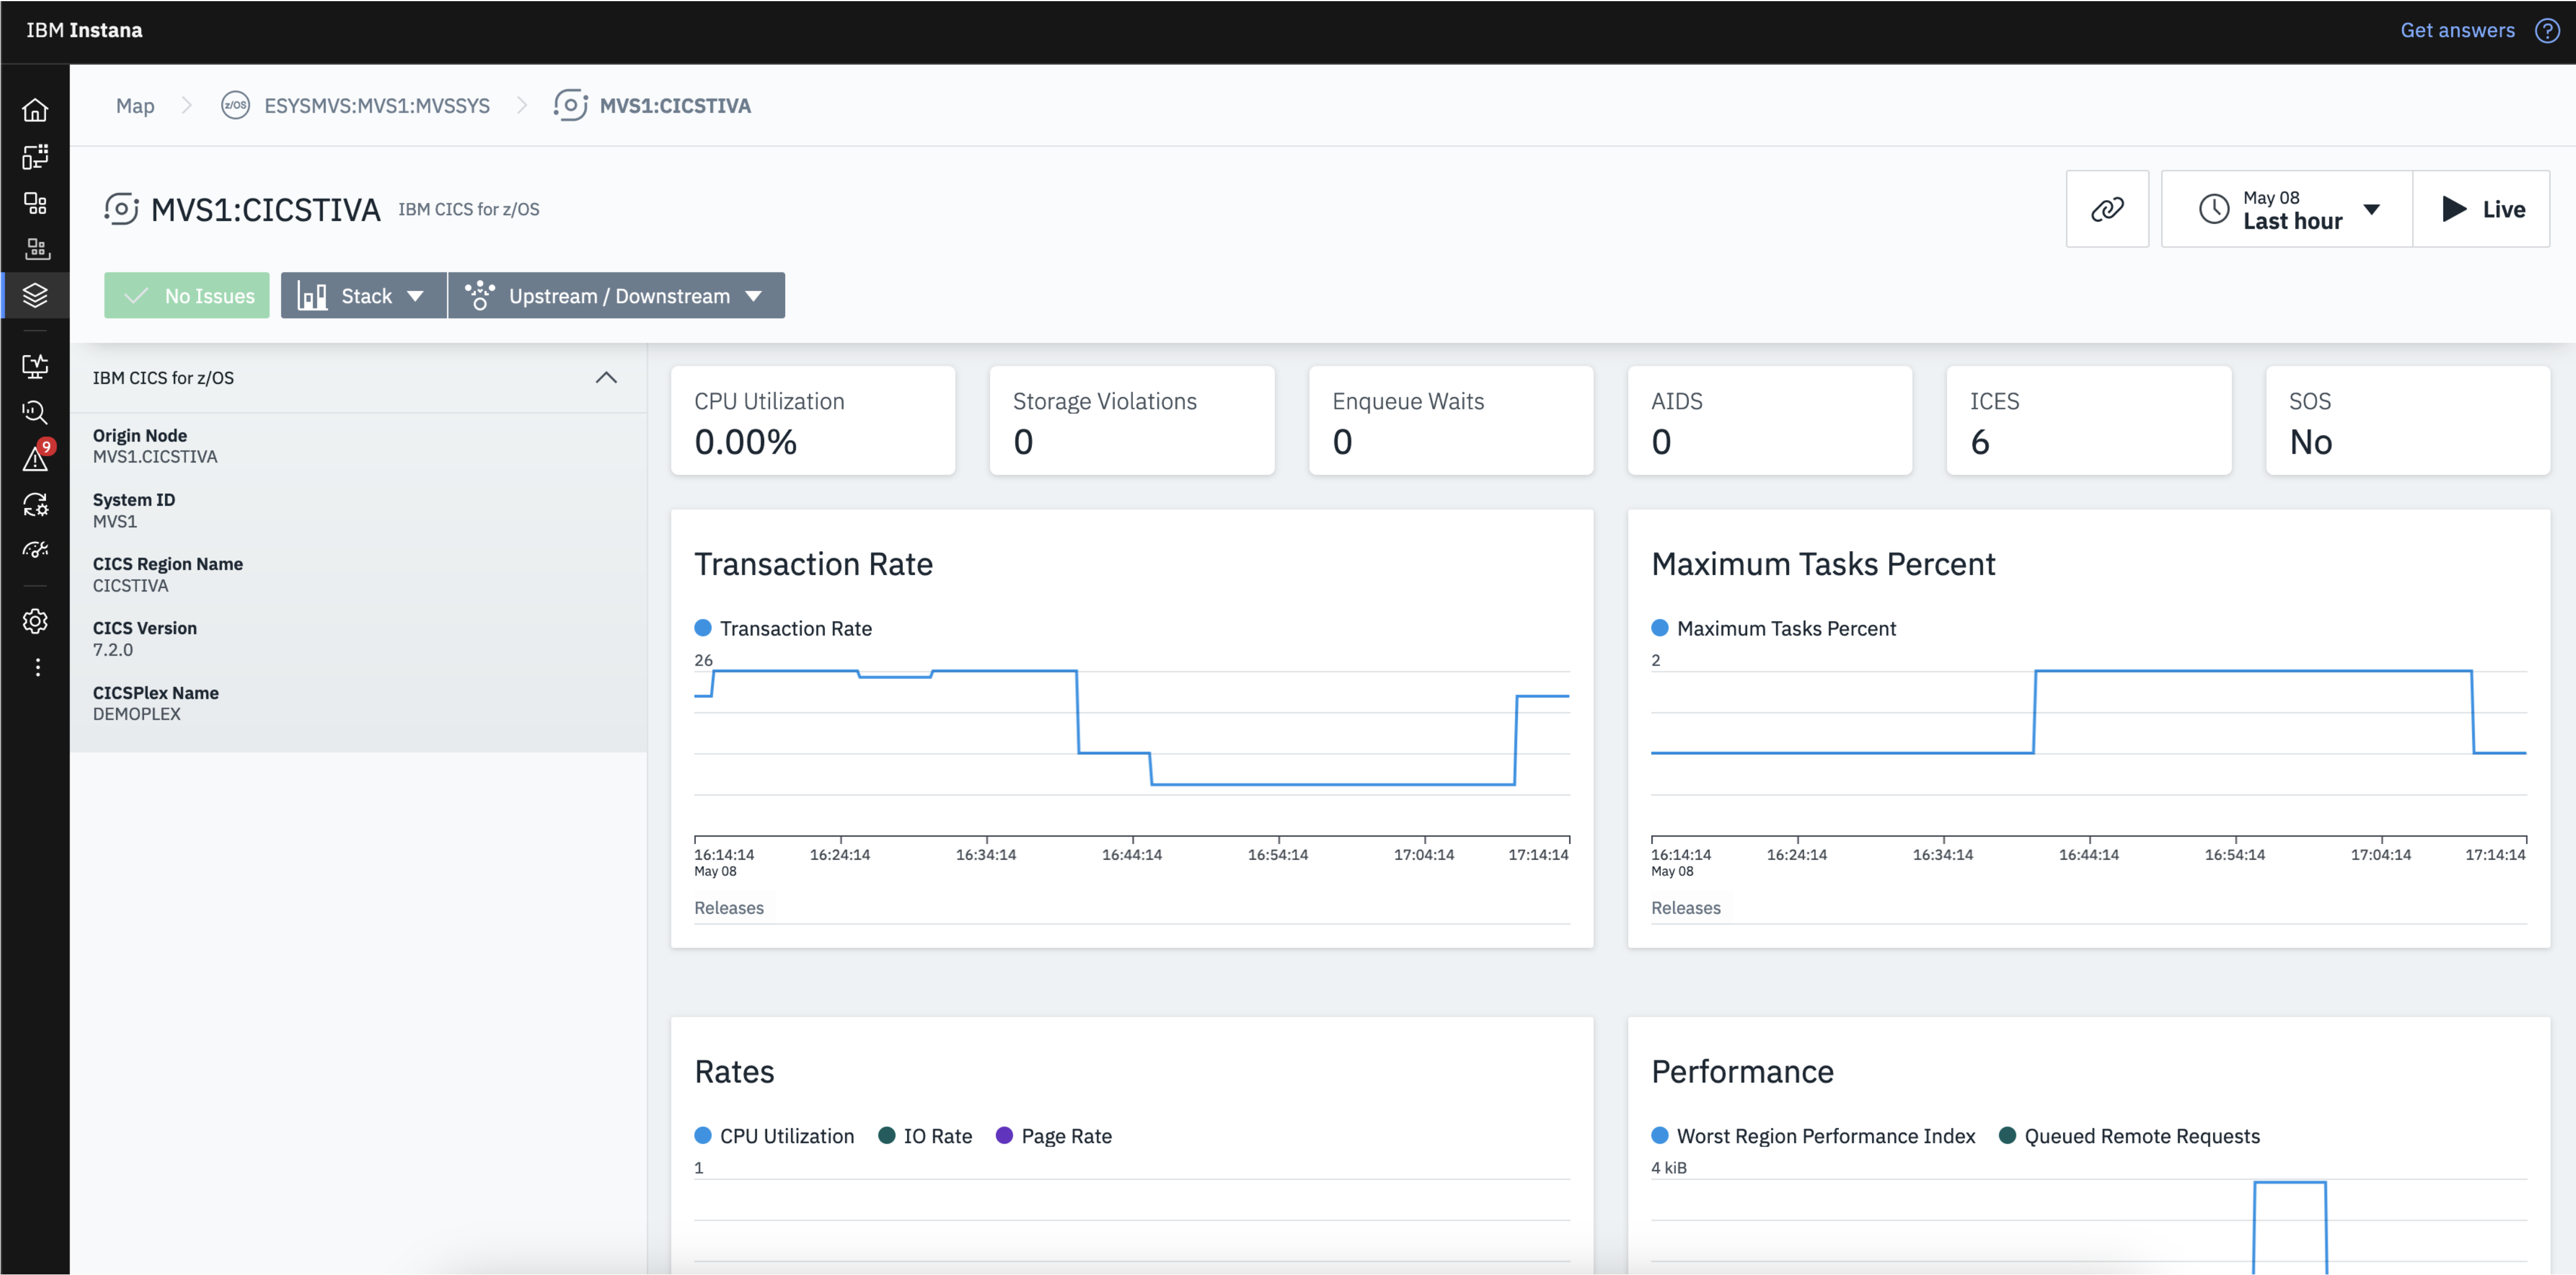 IBM Instana
Get answers
Map
z/OS
ESYSMVS:MVS1:MVSSYS
MVS1:CICSTIVA
MVS1:CICSTIVA
IBM CICS for z/OS
May 08
Last hour
Live
No Issues
Stack
Upstream / Downstream
9
IBM CICS for z/OS
Origin Node
MVS1.CICSTIVA
System ID
MVS1
CICS Region Name
CICSTIVA
CICS Version
7.2.0
CICSPlex Name
DEMOPLEX
CPU Utilization
0.00%
Storage Violations
0
Enqueue Waits
0
AIDS
0
ICES
6
SOS
No
Transaction Rate
Transaction Rate
26
16:14:14 16:24:14 16:34:14 16:44:14 16:54:14 17:04:14 17:14:14
May 08
Releases
Maximum Tasks Percent
Maximum Tasks Percent
2
16:14:14 16:24:14 16:34:14 16:44:14 16:54:14 17:04:14 17:14:14
May 08
Releases
Rates
CPU Utilization IO Rate Page Rate
1
Performance
Worst Region Performance Index Queued Remote Requests
4 kiB